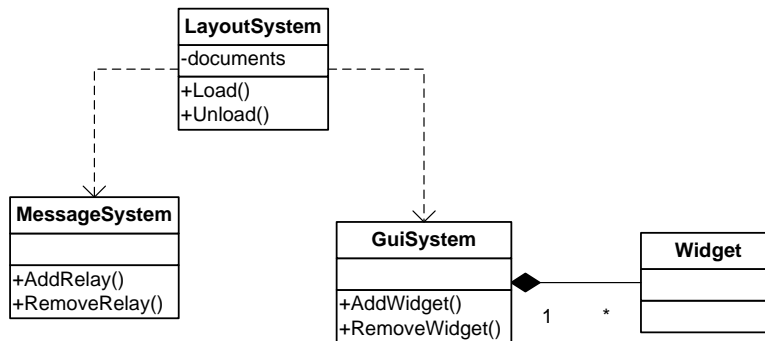 LayoutSystem
-documents
+Load()
+Unload()
MessageSystem
+AddRelay()
+RemoveRelay()
GuiSystem
+AddWidget()
+RemoveWidget()
1 *
Widget